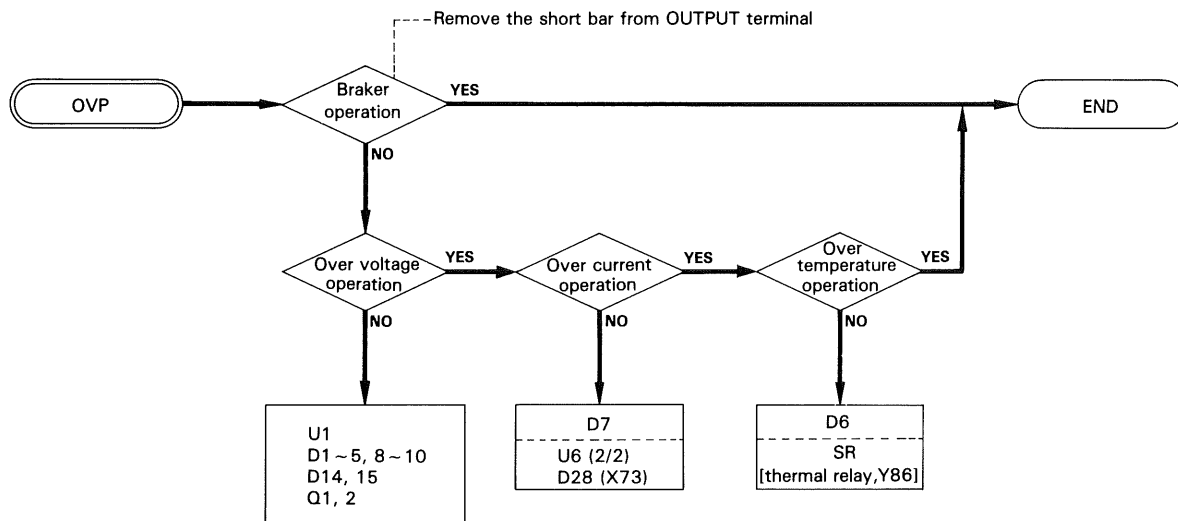 Remove the short bar from OUTPUT terminal
OVP
Braker
operation
YES
END
NO
Over voltage
operation
YES
Over current
operation
YES
Over
temperature
operation
YES
NO
NO
NO
U1
D1~5, 8~10
D14, 15
Q1, 2
D7
U6 (2/2)
D28 (X73)
D6
SR
[thermal relay,Y86]